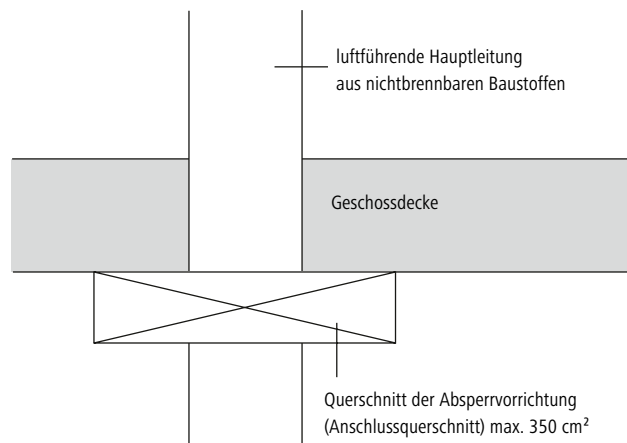 luftführende Hauptleitung
aus nichtbrennbaren Baustoffen
Geschossdecke
Querschnitt der Absperrvorrichtung
(Anschlussquerschnitt) max. 350 cm²